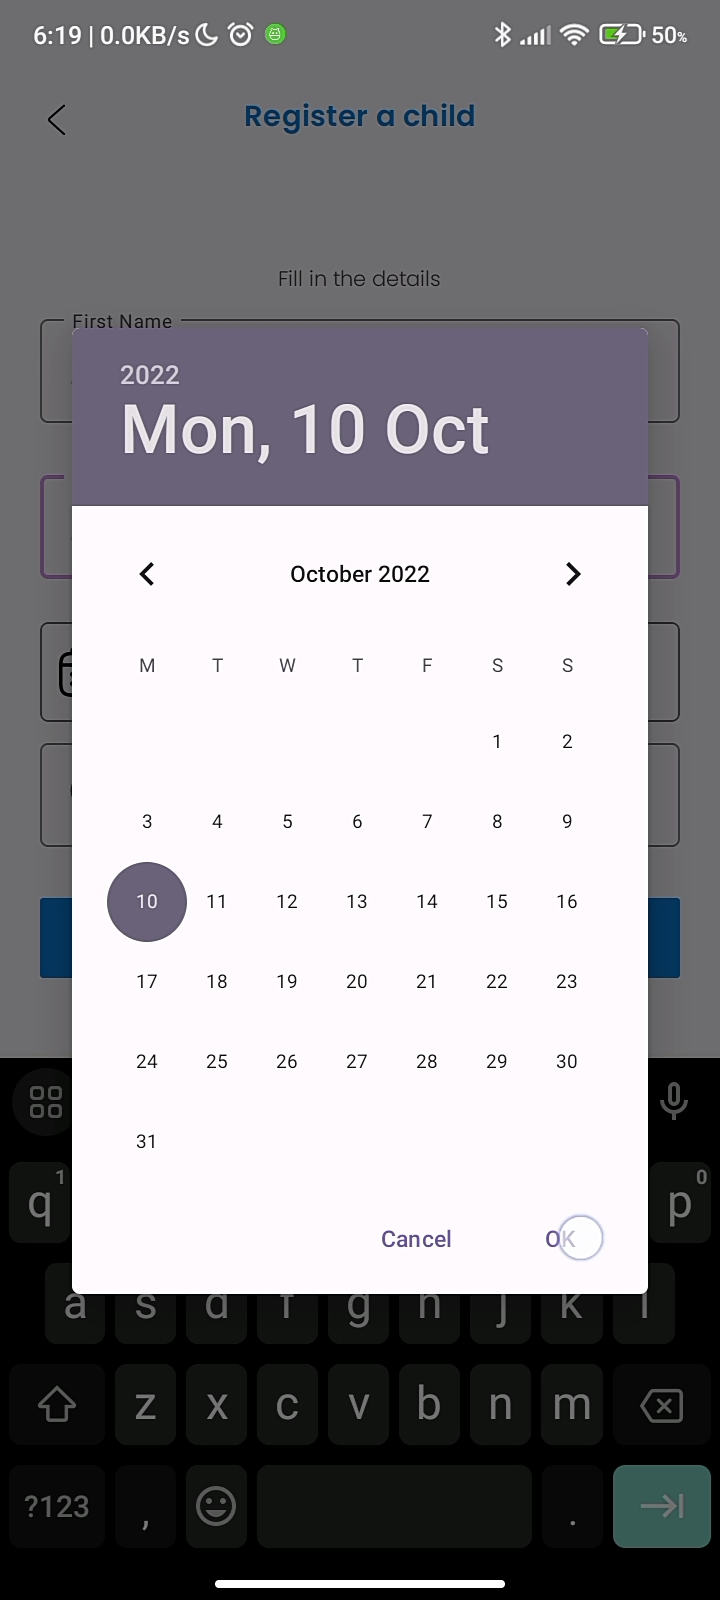 6:19 | 0.0KB/s 50%
Register a child
Fill in the details
First Name
2022
Mon, 10 Oct
October 2022
M T W T F S S
1 2
3 4 5 6 7 8 9
10 11 12 13 14 15 16
17 18 19 20 21 22 23
24 25 26 27 28 29 30
31
Cancel OK
q 1 p 0
a s d f g h j k l
z x c v b n m
?123 , .